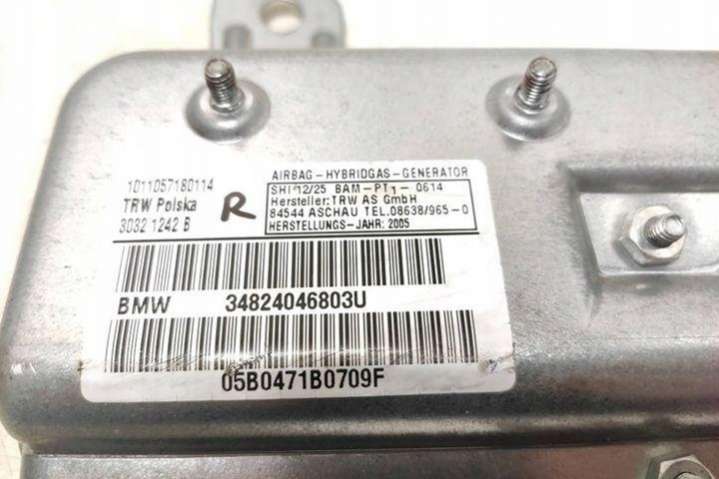 1011057180114
TRW Polska
3032 1242 B
R
AIRBAG-HYBRIDGAS-GENERATOR
SHI 12/25 BAM-PT1- 0614
Hersteller:TRW AS GmbH
84544 ASCHAU TEL.08638/965-0
HERSTELLUNGS-JAHR: 2005
BMW 34824046803U
05B0471B0709F